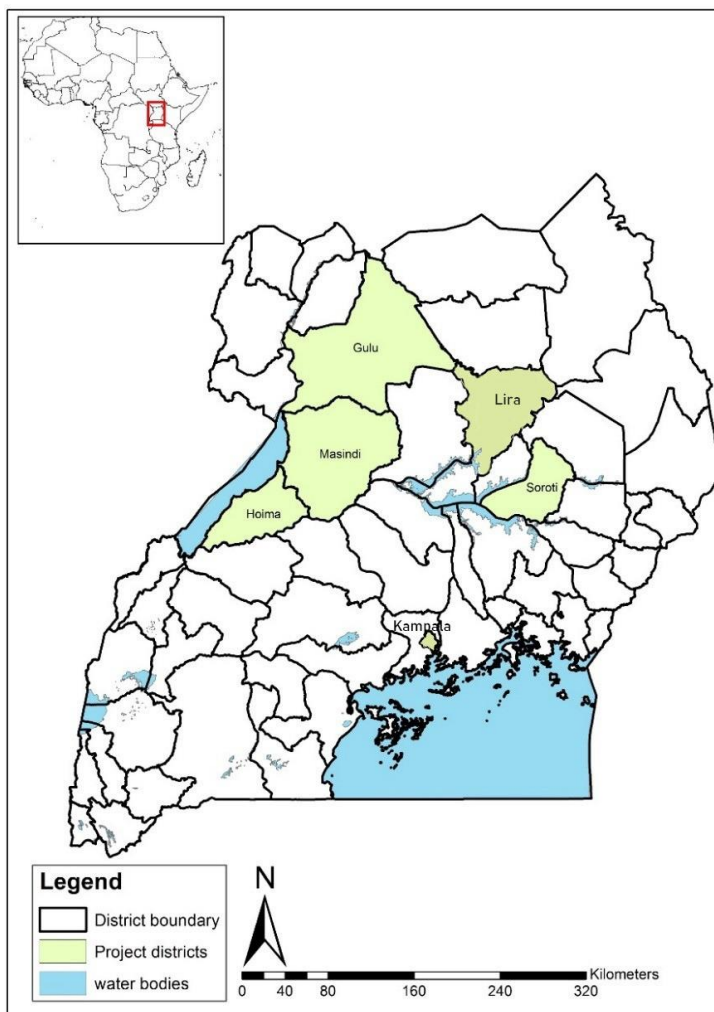 Gulu
Lira
Masindi
Soroti
Hoima
Kampala
Legend
District boundary
Project districts
water bodies
N
Kilometers
0 20 40 80 160 240 320